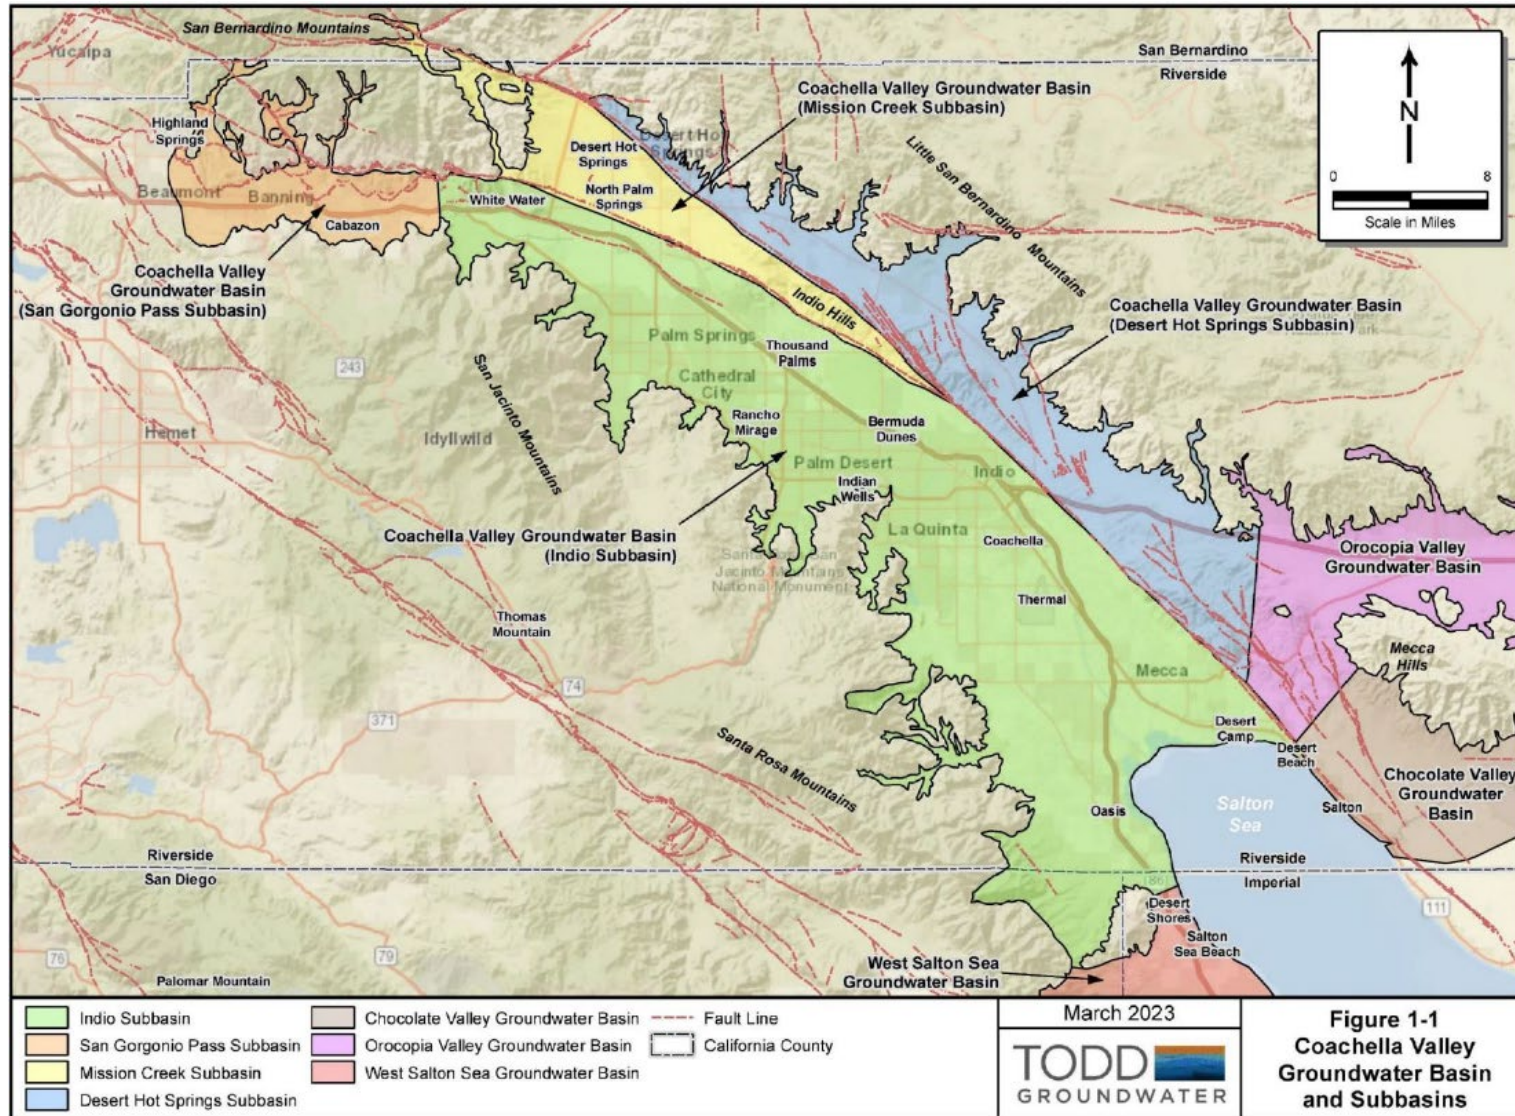 San Bernardino Mountains
Yucaipa
San Bernardino
Riverside
N
0 8
Scale in Miles
Coachella Valley Groundwater Basin
(Mission Creek Subbasin)
Highland
Springs
Desert Hot
Springs
Desert Hot
Springs
Little San Bernardino Mountains
Beaumont
Banning
White Water
North Palm
Springs
Cabazon
Coachella Valley
Groundwater Basin
(San Gorgonio Pass Subbasin)
Indio Hills
Coachella Valley Groundwater Basin
(Desert Hot Springs Subbasin)
Palm Springs
Thousand
Palms
243
San Jacinto Mountains
Cathedral
City
Rancho
Mirage
Bermuda
Dunes
Hemet
Idyllwild
Palm Desert
Indio
Indian
Wells
La Quinta
Coachella Valley Groundwater Basin
(Indio Subbasin)
Coachella
Orocopia Valley
Groundwater Basin
Jacinto Mountains
National Monument
Thermal
Thomas
Mountain
Mecca
Hills
Mecca
74
371
Santa Rosa Mountains
Desert
Camp
Desert
Beach
Chocolate Valley
Groundwater
Basin
Salton
Sea
Salton
Oasis
Riverside
San Diego
Riverside
Imperial
86
111
Desert
Shores
Salton
Sea Beach
West Salton Sea
Groundwater Basin
76
79
Palomar Mountain
Indio Subbasin
San Gorgonio Pass Subbasin
Mission Creek Subbasin
Desert Hot Springs Subbasin
Chocolate Valley Groundwater Basin
Orocopia Valley Groundwater Basin
West Salton Sea Groundwater Basin
Fault Line
California County
March 2023
TODD
GROUNDWATER
Figure 1-1
Coachella Valley
Groundwater Basin
and Subbasins